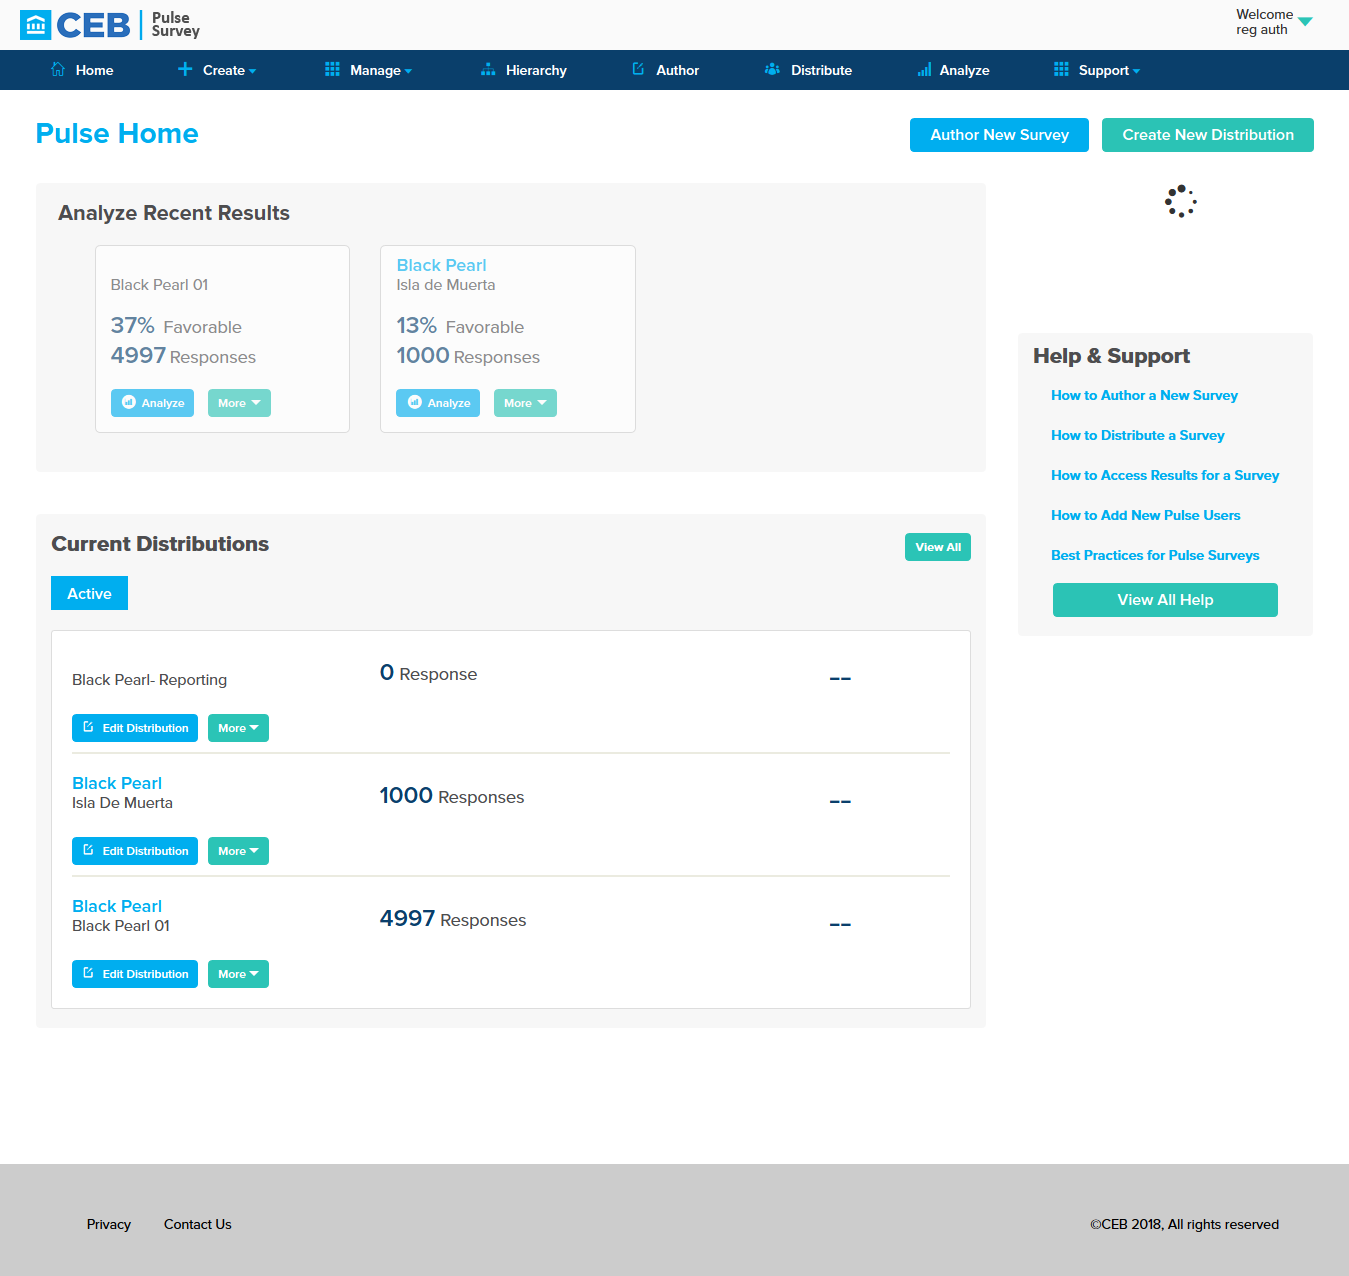 CEB Pulse
Survey
Welcome
reg auth
Home Create Manage Hierarchy Author Distribute Analyze Support
Pulse Home
Author New Survey
Create New Distribution
Analyze Recent Results
Black Pearl 01
37% Favorable
4997 Responses
Analyze More
Black Pearl
Isla de Muerta
13% Favorable
1000 Responses
Analyze More
Help & Support
How to Author a New Survey
How to Distribute a Survey
How to Access Results for a Survey
How to Add New Pulse Users
Best Practices for Pulse Surveys
View All Help
Current Distributions
View All
Active
Black Pearl- Reporting
0 Response
--
Edit Distribution More
Black Pearl
Isla De Muerta
1000 Responses
--
Edit Distribution More
Black Pearl
Black Pearl 01
4997 Responses
--
Edit Distribution More
Privacy Contact Us
©CEB 2018, All rights reserved